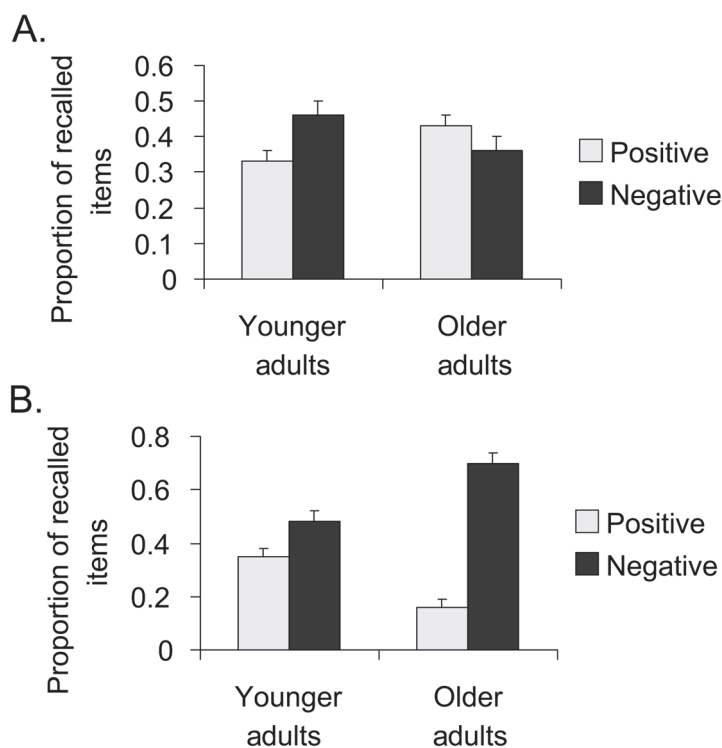 A.
Proportion of recalled
items
0.6
0.5
0.4
0.3
0.2
0.1
0
Younger
adults
Older
adults
Positive
Negative
B.
Proportion of recalled
items
0.8
0.6
0.4
0.2
0
Younger
adults
Older
adults
Positive
Negative